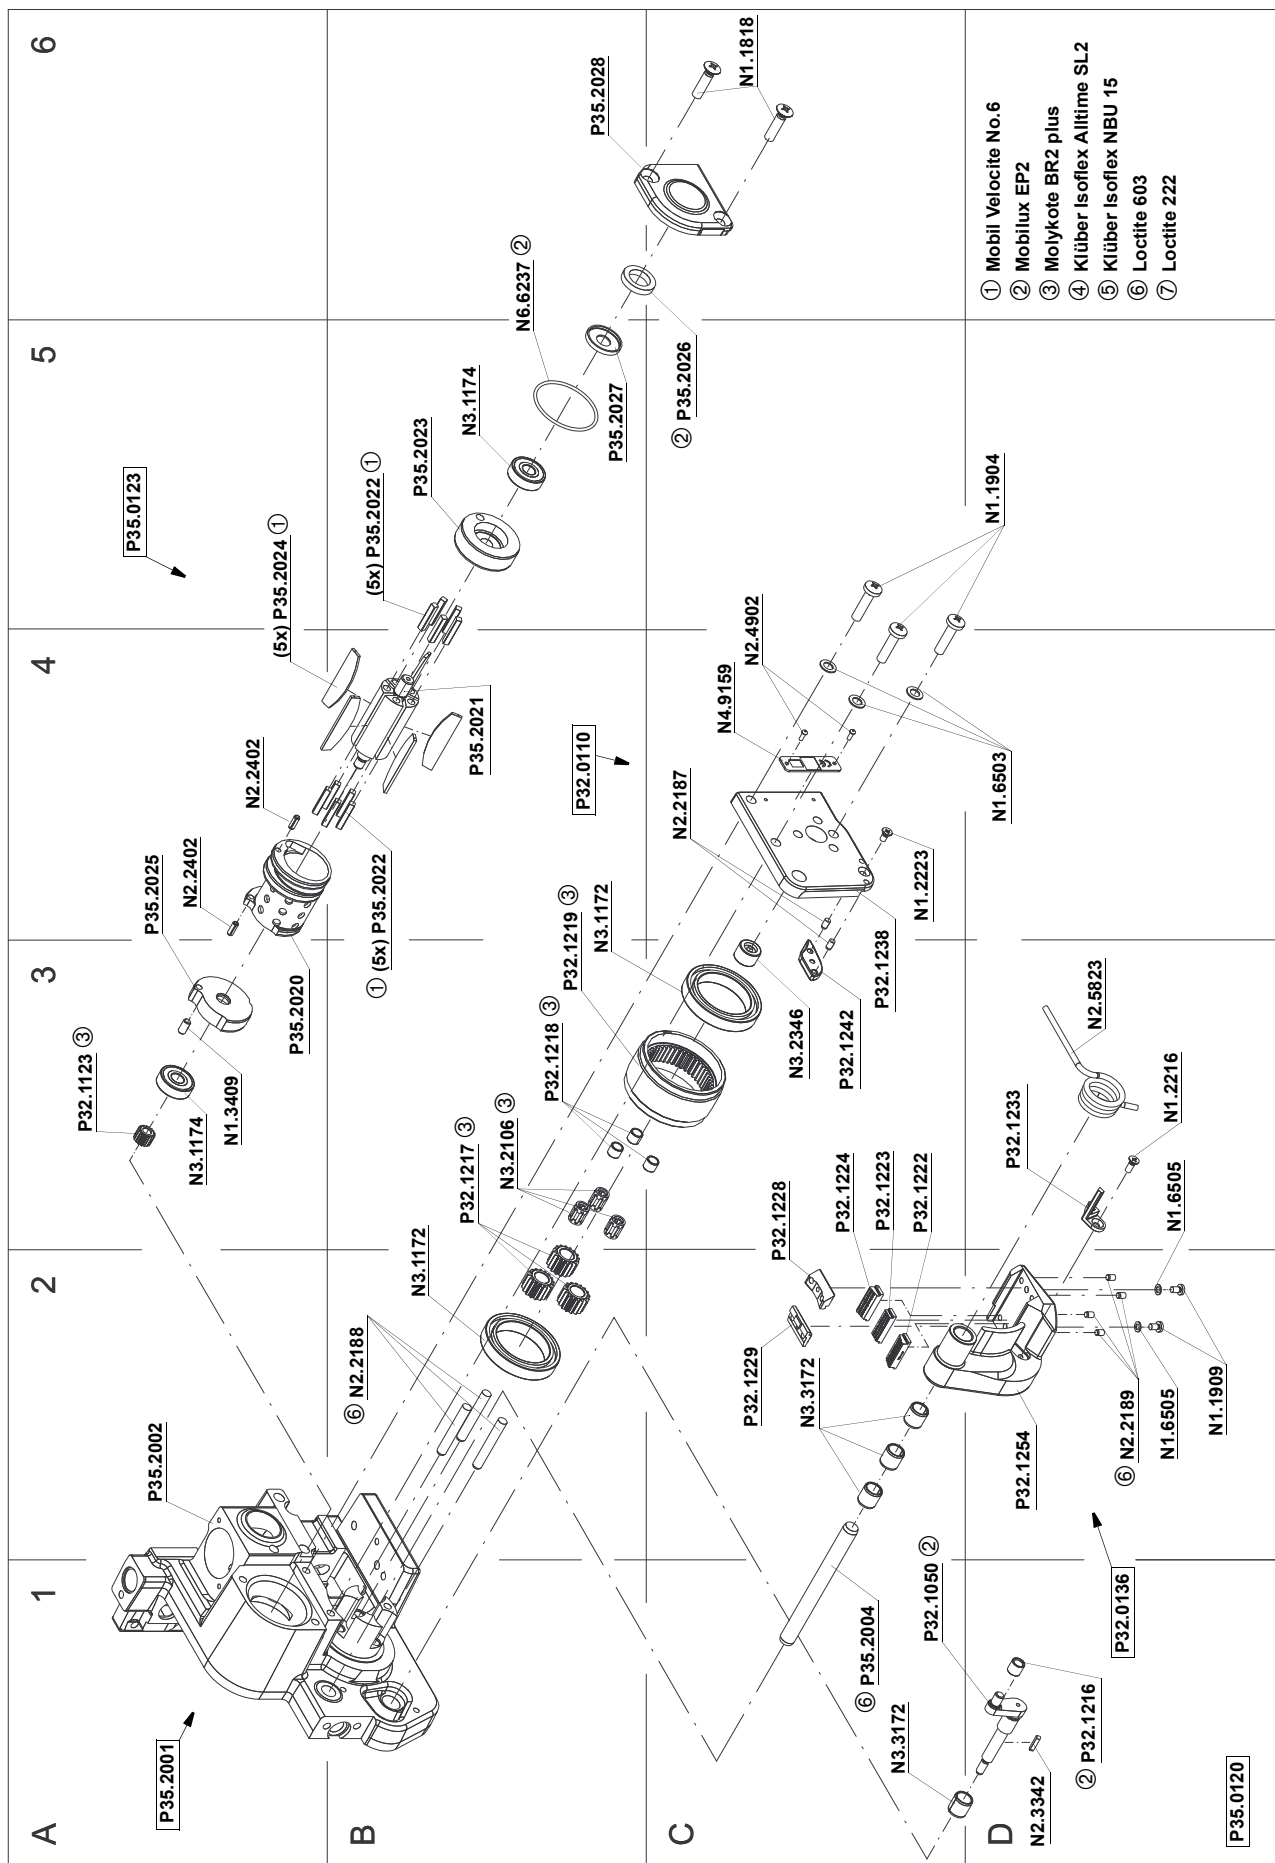 A
B
C
D
1
2
3
4
5
6
P35.2001
P35.2002
P32.1123 ③
N3.1174
N1.3409
P35.2025
P35.2020
N2.2402
N2.2402
P35.0123
(5x) P35.2024 ①
(5x) P35.2022 ①
① (5x) P35.2022
P35.2021
P35.2023
N3.1174
N6.6237 ②
P35.2027
② P35.2026
P35.2028
N1.1818
⑥ N2.2188
N3.1172
P32.1217 ③
N3.2106 ③
P32.1218 ③
P32.1219 ③
N3.1172
N3.2346
P32.1242
P32.1238
N2.2187
P32.0110
N4.9159
N2.4902
N1.2223
N1.6503
N1.1904
P32.1229
P32.1228
P32.1224
P32.1223
P32.1222
N3.3172
P32.1233
N2.5823
N1.2216
N1.6505
N1.1909
N1.6505
⑥ N2.2189
P32.1254
P32.0136
⑥ P35.2004
P32.1050 ②
N3.3172
② P32.1216
N2.3342
P35.0120
① Mobil Velocite No.6
② Mobilux EP2
③ Molykote BR2 plus
④ Klüber Isoflex Alltime SL2
⑤ Klüber Isoflex NBU 15
⑥ Loctite 603
⑦ Loctite 222